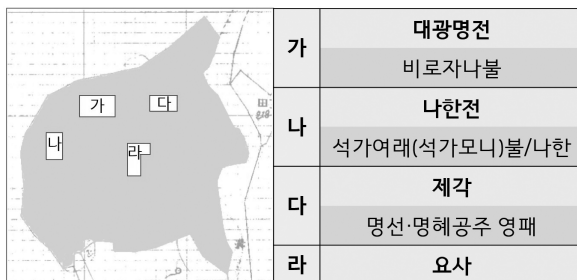 가
다
나
라
田
가
대광명전
비로자나불
나
나한전
석가여래(석가모니)불/나한
다
제각
명선·명혜공주 영패
라
요사